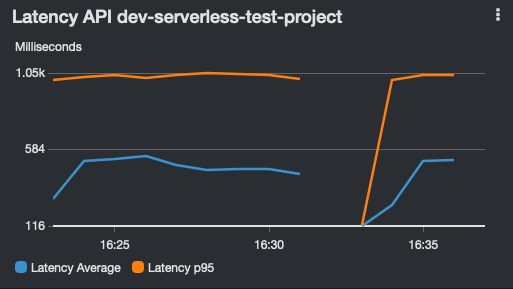 Latency API dev-serverless-test-project
Milliseconds
1.05k
584
116
16:25
16:30
16:35
Latency Average
Latency p95